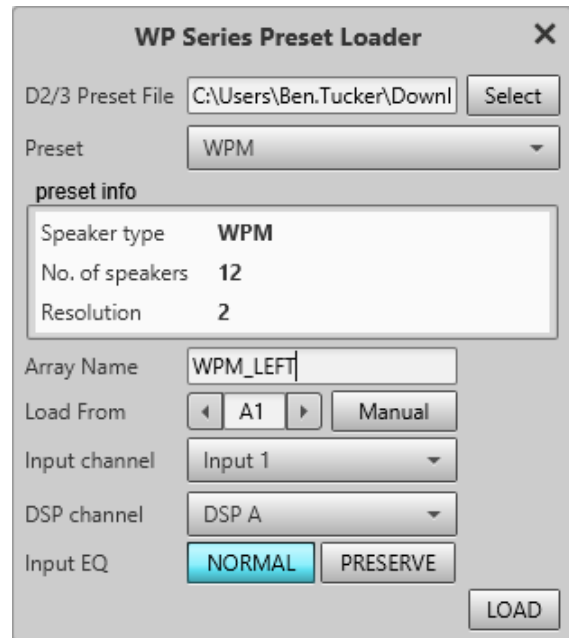 WP Series Preset Loader
D2/3 Preset File C:\Users\Ben.Tucker\Downl Select
Preset WPM
preset info
Speaker type WPM
No. of speakers 12
Resolution 2
Array Name WPM_LEFT
Load From A1 Manual
Input channel Input 1
DSP channel DSP A
Input EQ NORMAL PRESERVE
LOAD